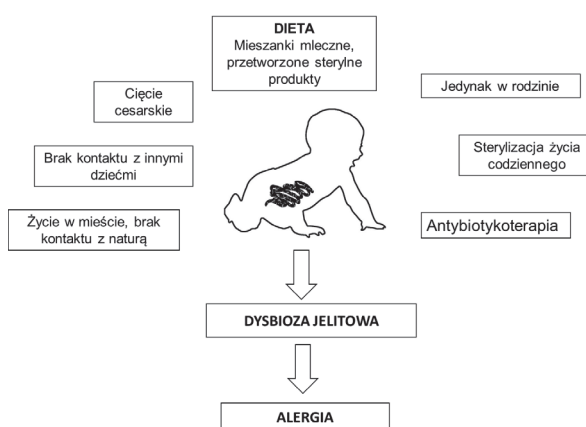 DIETA
Mieszanki mleczne,
przetworzone sterylne
produkty
Cięcie
cesarskie
Jedynak w rodzinie
Brak kontaktu z innymi
dziećmi
Sterylizacja życia
codziennego
Życie w mieście, brak
kontaktu z naturą
Antybiotykoterapia
DYSBIOZA JELITOWA
ALERGIA